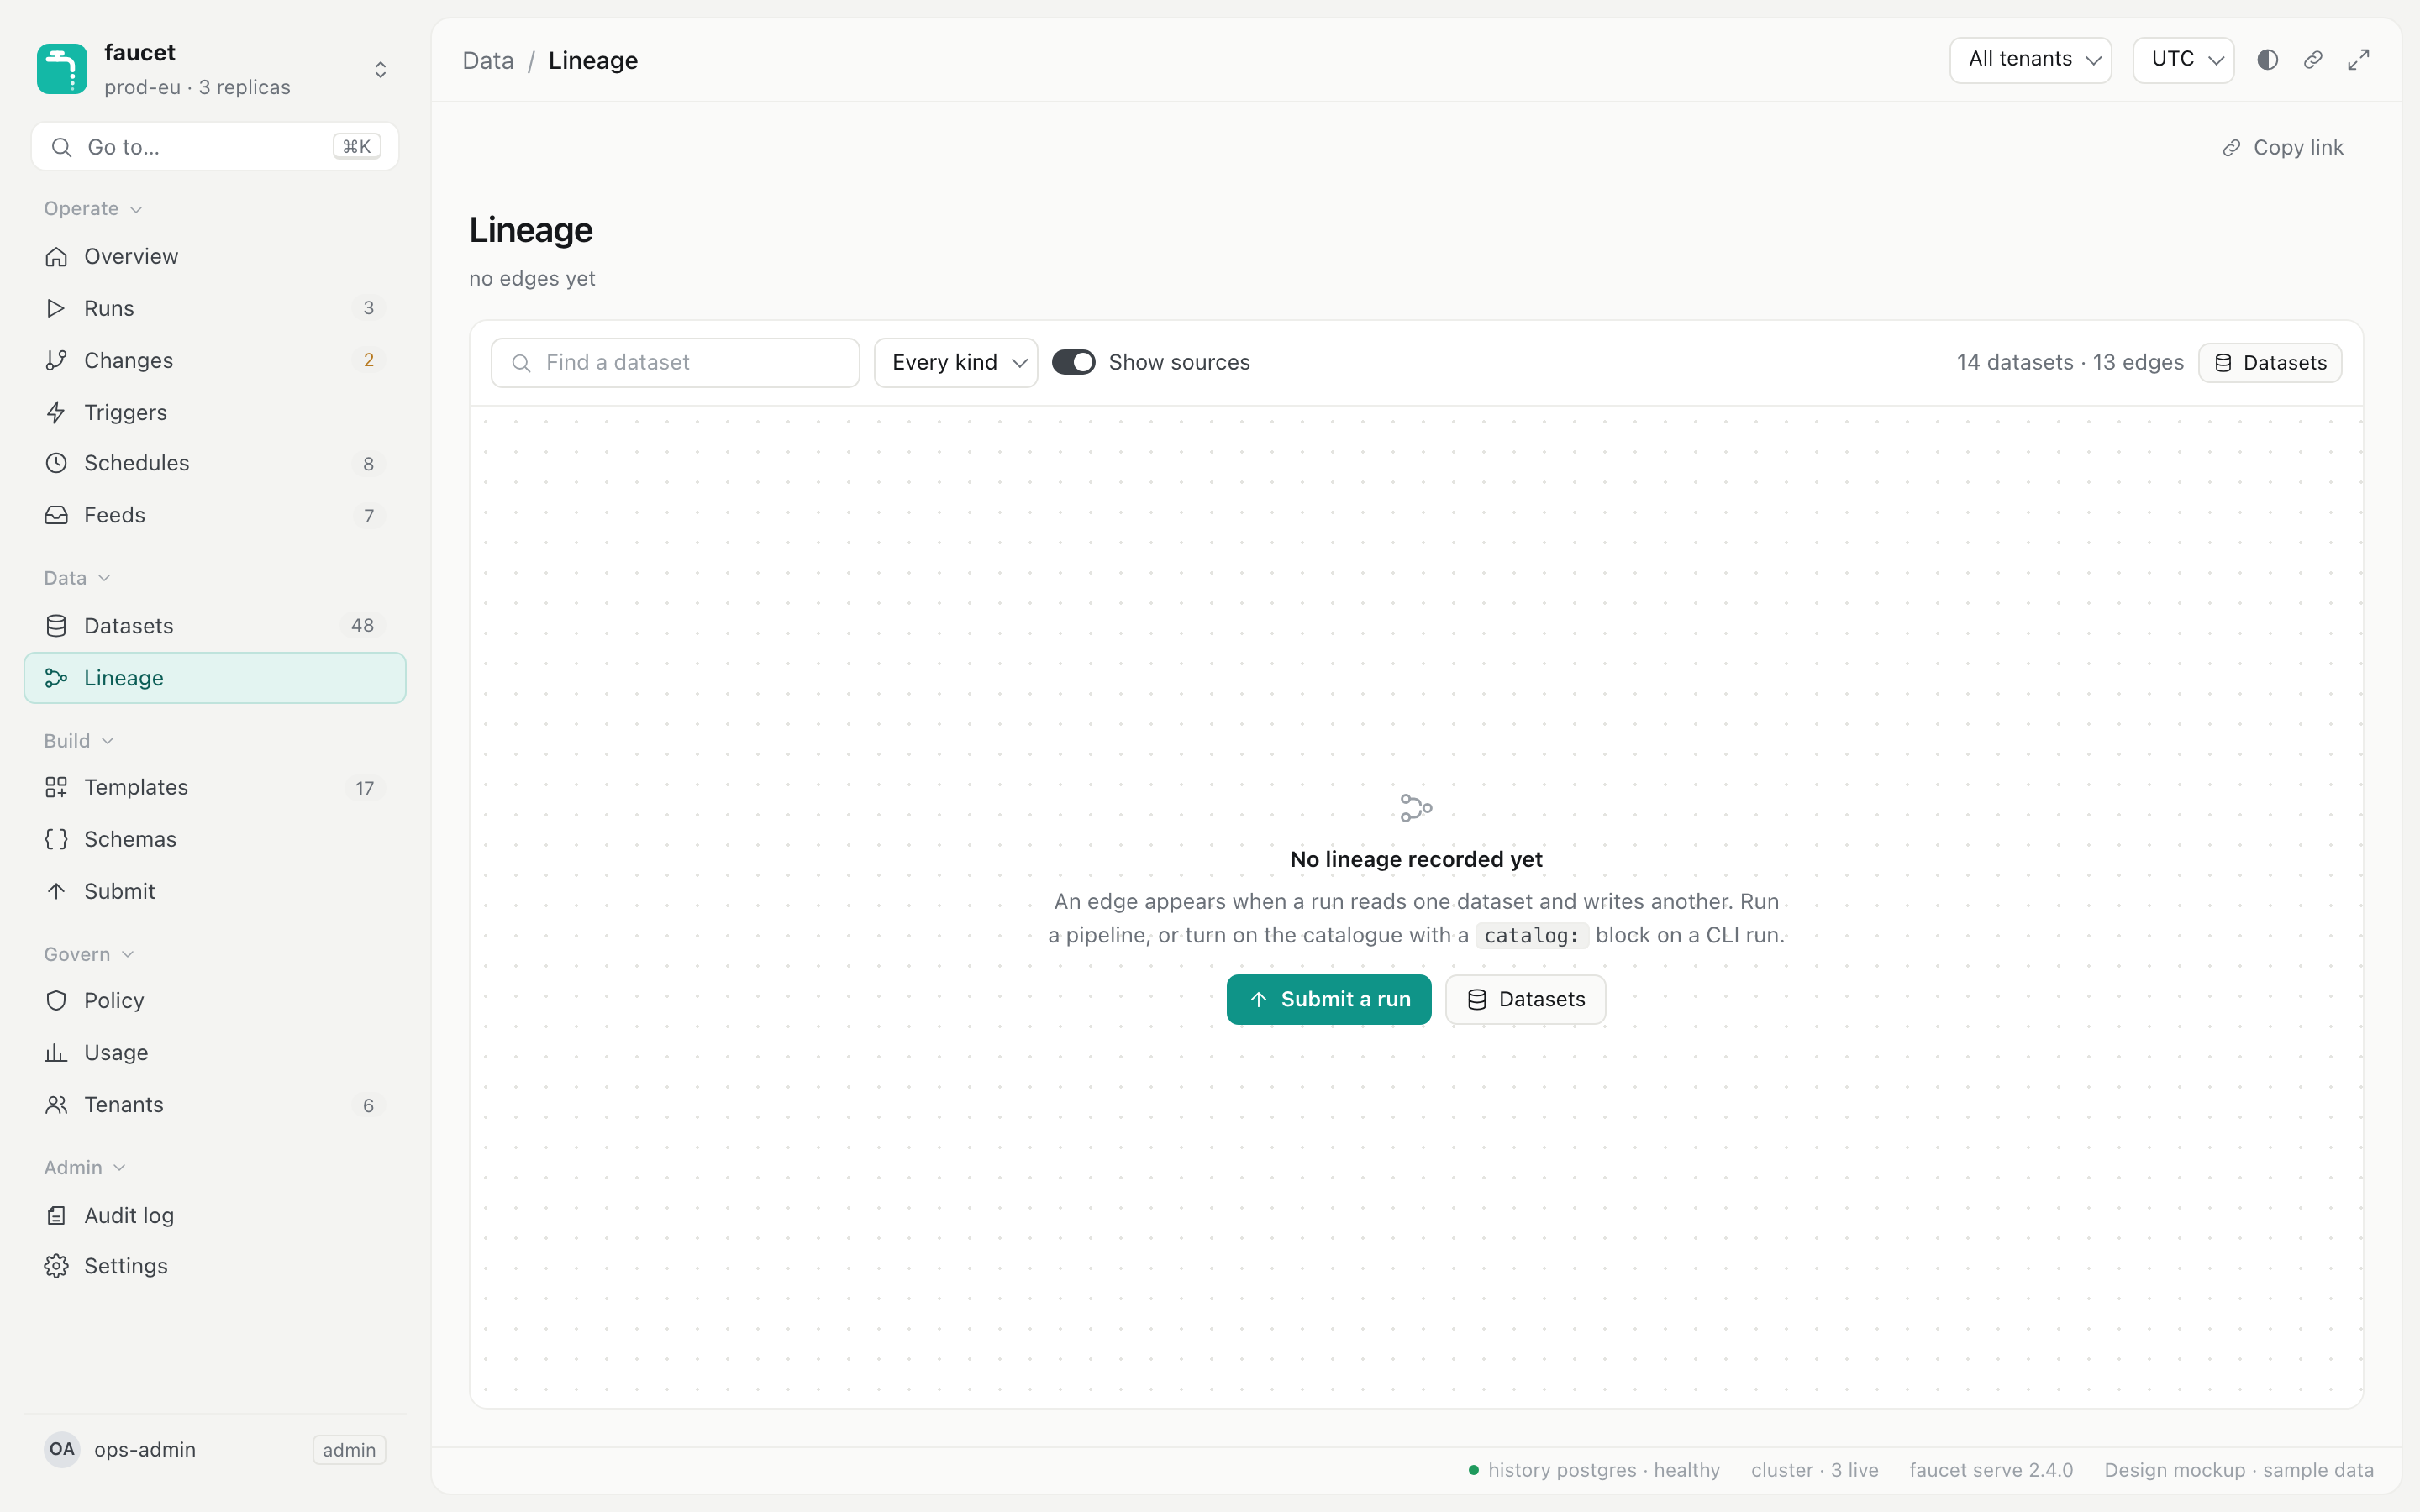 faucet
prod-eu · 3 replicas
Go to...
⌘K
Operate
Overview
Runs 3
Changes 2
Triggers
Schedules 8
Feeds 7
Data
Datasets 48
Lineage
Build
Templates 17
Schemas
Submit
Govern
Policy
Usage
Tenants 6
Admin
Audit log
Settings
OA ops-admin admin
Data / Lineage
All tenants
UTC
Copy link
Lineage
no edges yet
Find a dataset
Every kind
Show sources
14 datasets · 13 edges
Datasets
No lineage recorded yet
An edge appears when a run reads one dataset and writes another. Run
a pipeline, or turn on the catalogue with a catalog: block on a CLI run.
Submit a run
Datasets
history postgres · healthy
cluster · 3 live
faucet serve 2.4.0
Design mockup · sample data